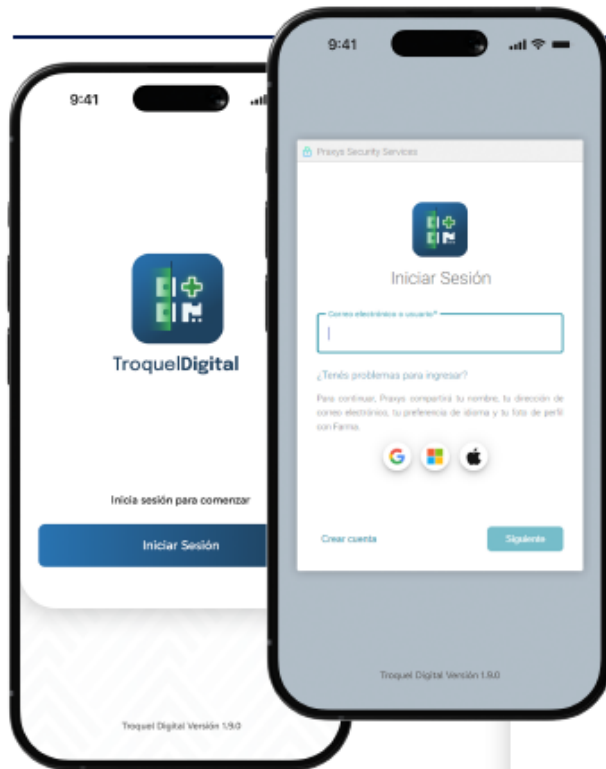 9:41
TroquelDigital
Inicia sesión para comenzar
Iniciar Sesión
Troquel Digital Versión 1.9.0
9:41
Praxys Security Services
Iniciar Sesión
Correo electrónico o usuario*
¿Tenés problemas para ingresar?
Para continuar, Praxys compartirá tu nombre, tu dirección de
correo electrónico, tu preferencia de idioma y tu foto de perfil
con Farma.
Crear cuenta
Siguiente
Troquel Digital Versión 1.9.0